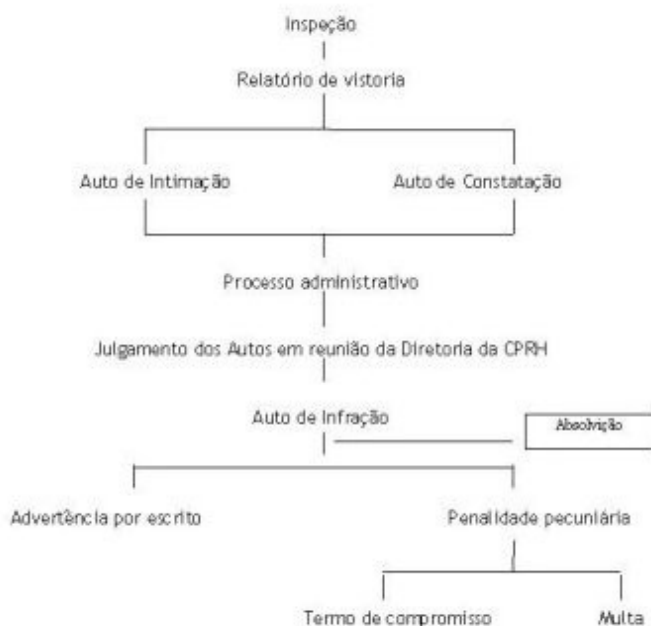 Inspeção
Relatório de vistoria
Auto de Intimação
Auto de Constatação
Processo administrativo
Julgamento dos Autos em reunião da Diretoria da CPRH
Auto de Infração
Absolvição
Advertência por escrito
Penalidade pecuniária
Termo de compromisso
Multa